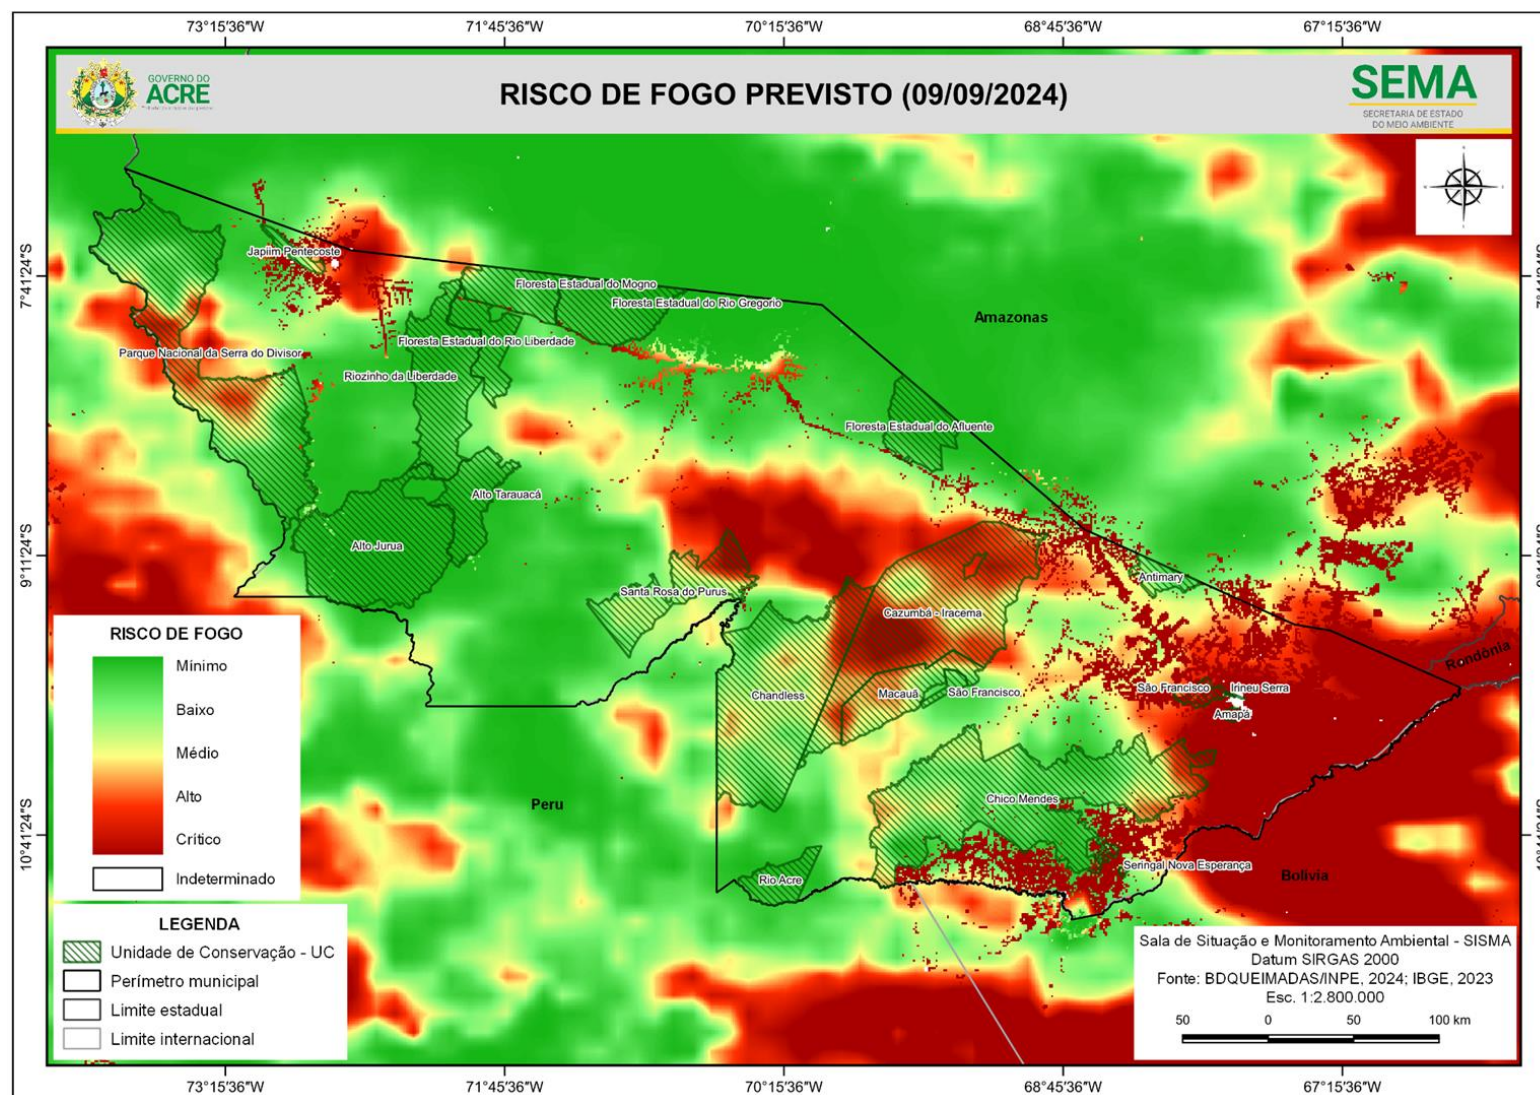 73°15'36"W 71°45'36"W 70°15'36"W 68°45'36"W 67°15'36"W
GOVERNO DO
ACRE
RISCO DE FOGO PREVISTO (09/09/2024)
SEMA
SECRETARIA DE ESTADO
DO MEIO AMBIENTE
Japiim Pentecoste
7°41'24"S
Floresta Estadual do Mogno
Floresta Estadual do Rio Gregorio
Amazonas
Floresta Estadual do Rio Liberdade
Parque Nacional da Serra do Divisor
Riozinho da Liberdade
Floresta Estadual do Afluente
Alto Tarauacá
Alto Jurua
9°11'24"S
Antimary
Santa Rosa do Purus
Cazumbá - Iracema
Rondônia
Chandless
Macauã
São Francisco
São Francisco
Irineu Serra
Amapá
Peru
Chico Mendes
10°41'24"S
Seringal Nova Esperança
Bolivia
Rio Acre
RISCO DE FOGO
Mínimo
Baixo
Médio
Alto
Crítico
Indeterminado
LEGENDA
Unidade de Conservação - UC
Perímetro municipal
Limite estadual
Limite internacional
Sala de Situação e Monitoramento Ambiental - SISMA
Datum SIRGAS 2000
Fonte: BDQUEIMADAS/INPE, 2024; IBGE, 2023
Esc. 1:2.800.000
50 0 50 100 km
73°15'36"W 71°45'36"W 70°15'36"W 68°45'36"W 67°15'36"W